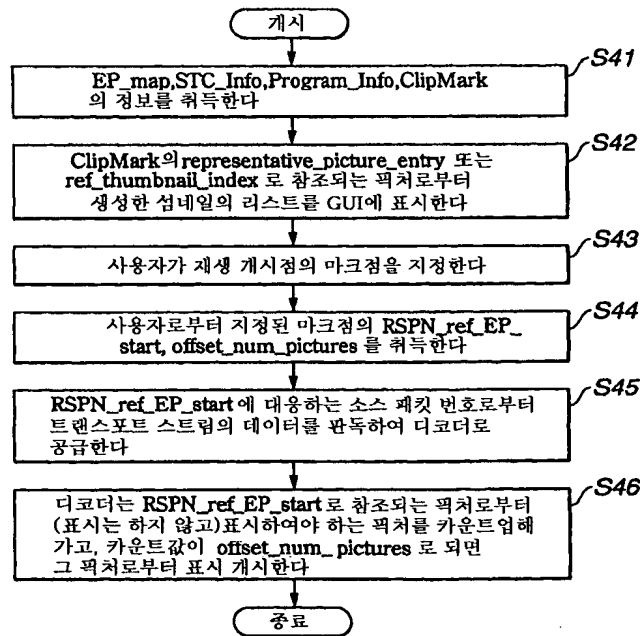 개시
S41
EP_map,STC_Info,Program_Info,ClipMark
의 정보를 취득한다
S42
ClipMark의 representative_picture_entry 또는
ref_thumbnail_index 로 참조되는 픽처로부터
생성한 섬네일의 리스트를 GUI에 표시한다
S43
사용자가 재생 개시점의 마크점을 지정한다
S44
사용자로부터 지정된 마크점의 RSPN_ref_EP_
start, offset_num_pictures 를 취득한다
S45
RSPN_ref_EP_start 에 대응하는 소스 패킷 번호로부터
트랜스포트 스트림의 데이터를 판독하여 디코더로
공급한다
S46
디코더는 RSPN_ref_EP_start 로 참조되는 픽처로부터
(표시는 하지 않고)표시하여야 하는 픽처를 카운트업해
가고, 카운트값이 offset_num_ pictures 로 되면
그 픽처로부터 표시 개시한다
종료